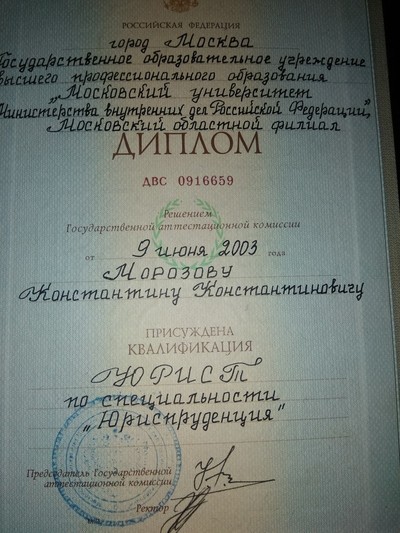 РОССИЙСКАЯ ФЕДЕРАЦИЯ
город Москва
Государственное образовательное учреждение
высшего профессионального образования
„Московский университет
Министерства внутренних дел Российской Федерации",
Московский областной филиал
ДИПЛОМ
ДВС 0916659
Решением
Государственной аттестационной комиссии
от 9 июня 2003 года
Морозову
Константину Константиновичу
ПРИСУЖДЕНА
КВАЛИФИКАЦИЯ
ЮРИСТ
по специальности
„Юриспруденция"
Председатель Государственной
аттестационной комиссии
Ректор